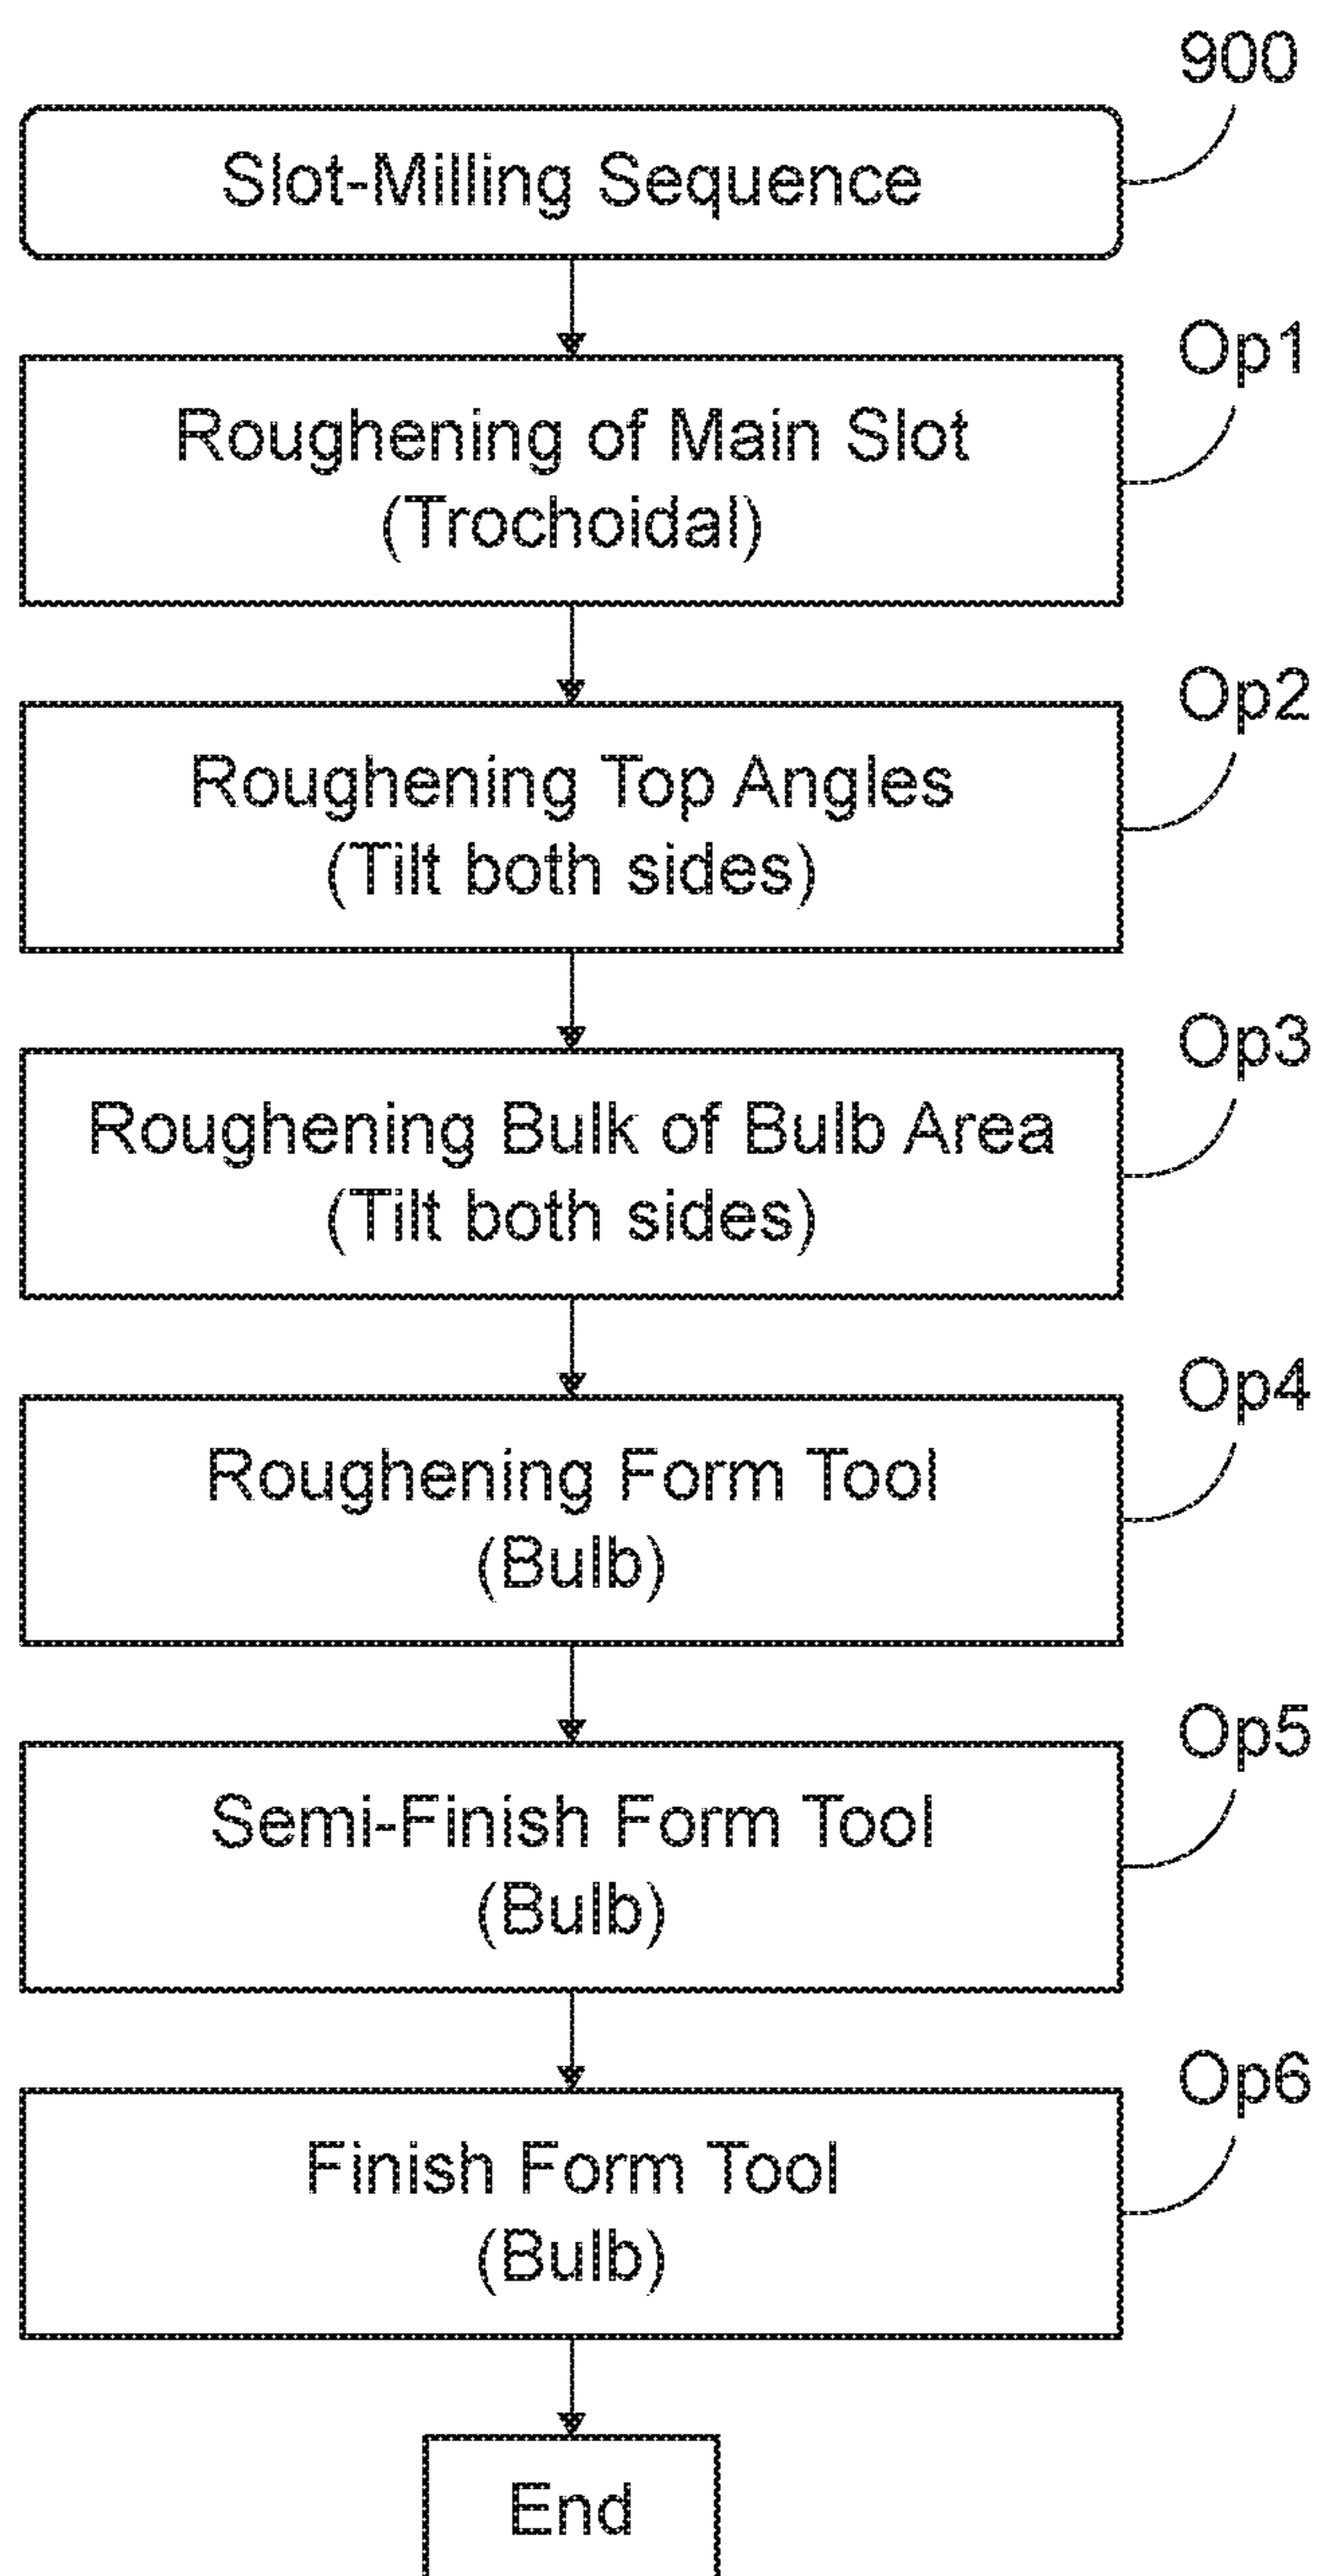 900
Slot-Milling Sequence
Op1
Roughening of Main Slot
(Trochoidal)
Op2
Roughening Top Angles
(Tilt both sides)
Op3
Roughening Bulk of Bulb Area
(Tilt both sides)
Op4
Roughening Form Tool
(Bulb)
Op5
Semi-Finish Form Tool
(Bulb)
Op6
Finish Form Tool
(Bulb)
End